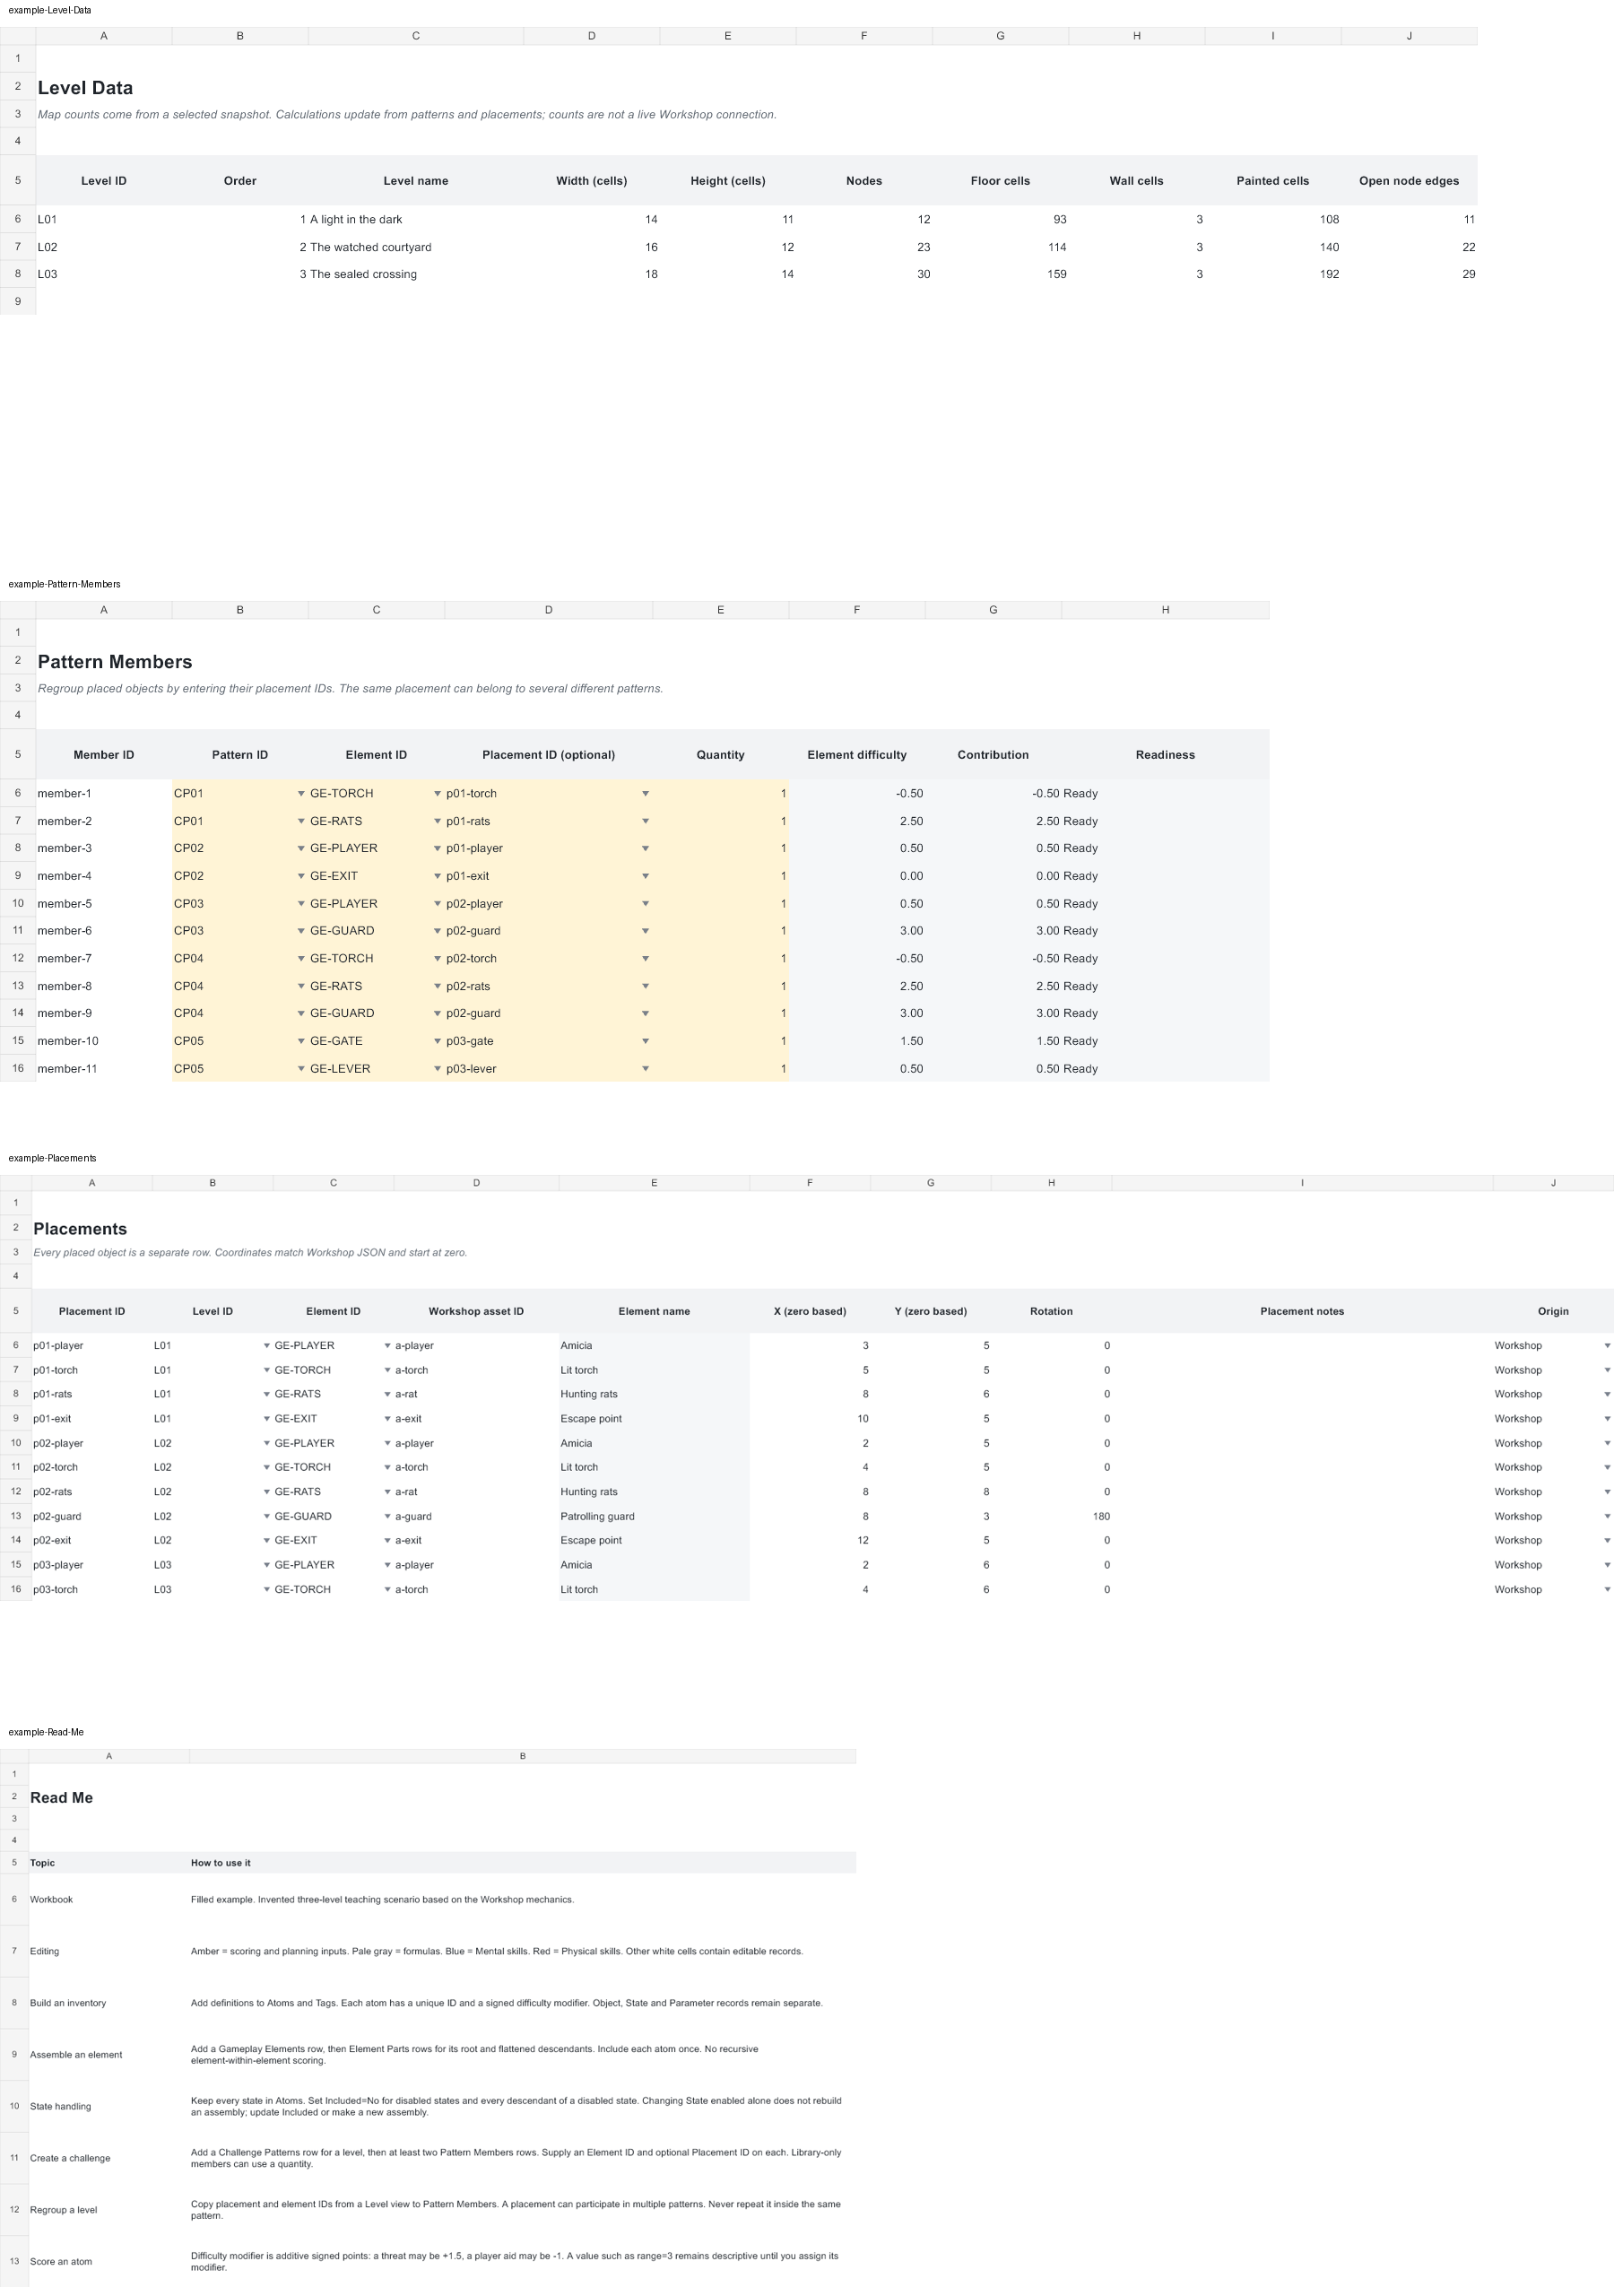 example-Level-Data
A B C D E F G H I J
1
2 Level Data
3 Map counts come from a selected snapshot. Calculations update from patterns and placements; counts are not a live Workshop connection.
4
5 Level ID Order Level name Width (cells) Height (cells) Nodes Floor cells Wall cells Painted cells Open node edges
6 L01 1 A light in the dark 14 11 12 93 3 108 11
7 L02 2 The watched courtyard 16 12 23 114 3 140 22
8 L03 3 The sealed crossing 18 14 30 159 3 192 29
9
example-Pattern-Members
A B C D E F G H
1
2 Pattern Members
3 Regroup placed objects by entering their placement IDs. The same placement can belong to several different patterns.
4
5 Member ID Pattern ID Element ID Placement ID (optional) Quantity Element difficulty Contribution Readiness
6 member-1 CP01 GE-TORCH p01-torch 1 -0.50 -0.50 Ready
7 member-2 CP01 GE-RATS p01-rats 1 2.50 2.50 Ready
8 member-3 CP02 GE-PLAYER p01-player 1 0.50 0.50 Ready
9 member-4 CP02 GE-EXIT p01-exit 1 0.00 0.00 Ready
10 member-5 CP03 GE-PLAYER p02-player 1 0.50 0.50 Ready
11 member-6 CP03 GE-GUARD p02-guard 1 3.00 3.00 Ready
12 member-7 CP04 GE-TORCH p02-torch 1 -0.50 -0.50 Ready
13 member-8 CP04 GE-RATS p02-rats 1 2.50 2.50 Ready
14 member-9 CP04 GE-GUARD p02-guard 1 3.00 3.00 Ready
15 member-10 CP05 GE-GATE p03-gate 1 1.50 1.50 Ready
16 member-11 CP05 GE-LEVER p03-lever 1 0.50 0.50 Ready
example-Placements
A B C D E F G H I J
1
2 Placements
3 Every placed object is a separate row. Coordinates match Workshop JSON and start at zero.
4
5 Placement ID Level ID Element ID Workshop asset ID Element name X (zero based) Y (zero based) Rotation Placement notes Origin
6 p01-player L01 GE-PLAYER a-player Amicia 3 5 0 Workshop
7 p01-torch L01 GE-TORCH a-torch Lit torch 5 5 0 Workshop
8 p01-rats L01 GE-RATS a-rat Hunting rats 8 6 0 Workshop
9 p01-exit L01 GE-EXIT a-exit Escape point 10 5 0 Workshop
10 p02-player L02 GE-PLAYER a-player Amicia 2 5 0 Workshop
11 p02-torch L02 GE-TORCH a-torch Lit torch 4 5 0 Workshop
12 p02-rats L02 GE-RATS a-rat Hunting rats 8 8 0 Workshop
13 p02-guard L02 GE-GUARD a-guard Patrolling guard 8 3 180 Workshop
14 p02-exit L02 GE-EXIT a-exit Escape point 12 5 0 Workshop
15 p03-player L03 GE-PLAYER a-player Amicia 2 6 0 Workshop
16 p03-torch L03 GE-TORCH a-torch Lit torch 4 6 0 Workshop
example-Read-Me
A B
1
2 Read Me
3
4
5 Topic How to use it
6 Workbook Filled example. Invented three-level teaching scenario based on the Workshop mechanics.
7 Editing Amber = scoring and planning inputs. Pale gray = formulas. Blue = Mental skills. Red = Physical skills. Other white cells contain editable records.
8 Build an inventory Add definitions to Atoms and Tags. Each atom has a unique ID and a signed difficulty modifier. Object, State and Parameter records remain separate.
9 Assemble an element Add a Gameplay Elements row, then Element Parts rows for its root and flattened descendants. Include each atom once. No recursive
element-within-element scoring.
10 State handling Keep every state in Atoms. Set Included=No for disabled states and every descendant of a disabled state. Changing State enabled alone does not rebuild
an assembly; update Included or make a new assembly.
11 Create a challenge Add a Challenge Patterns row for a level, then at least two Pattern Members rows. Supply an Element ID and optional Placement ID on each. Library-only
members can use a quantity.
12 Regroup a level Copy placement and element IDs from a Level view to Pattern Members. A placement can participate in multiple patterns. Never repeat it inside the same
pattern.
13 Score an atom Difficulty modifier is additive signed points: a threat may be +1.5, a player aid may be -1. A value such as range=3 remains descriptive until you assign its
modifier.